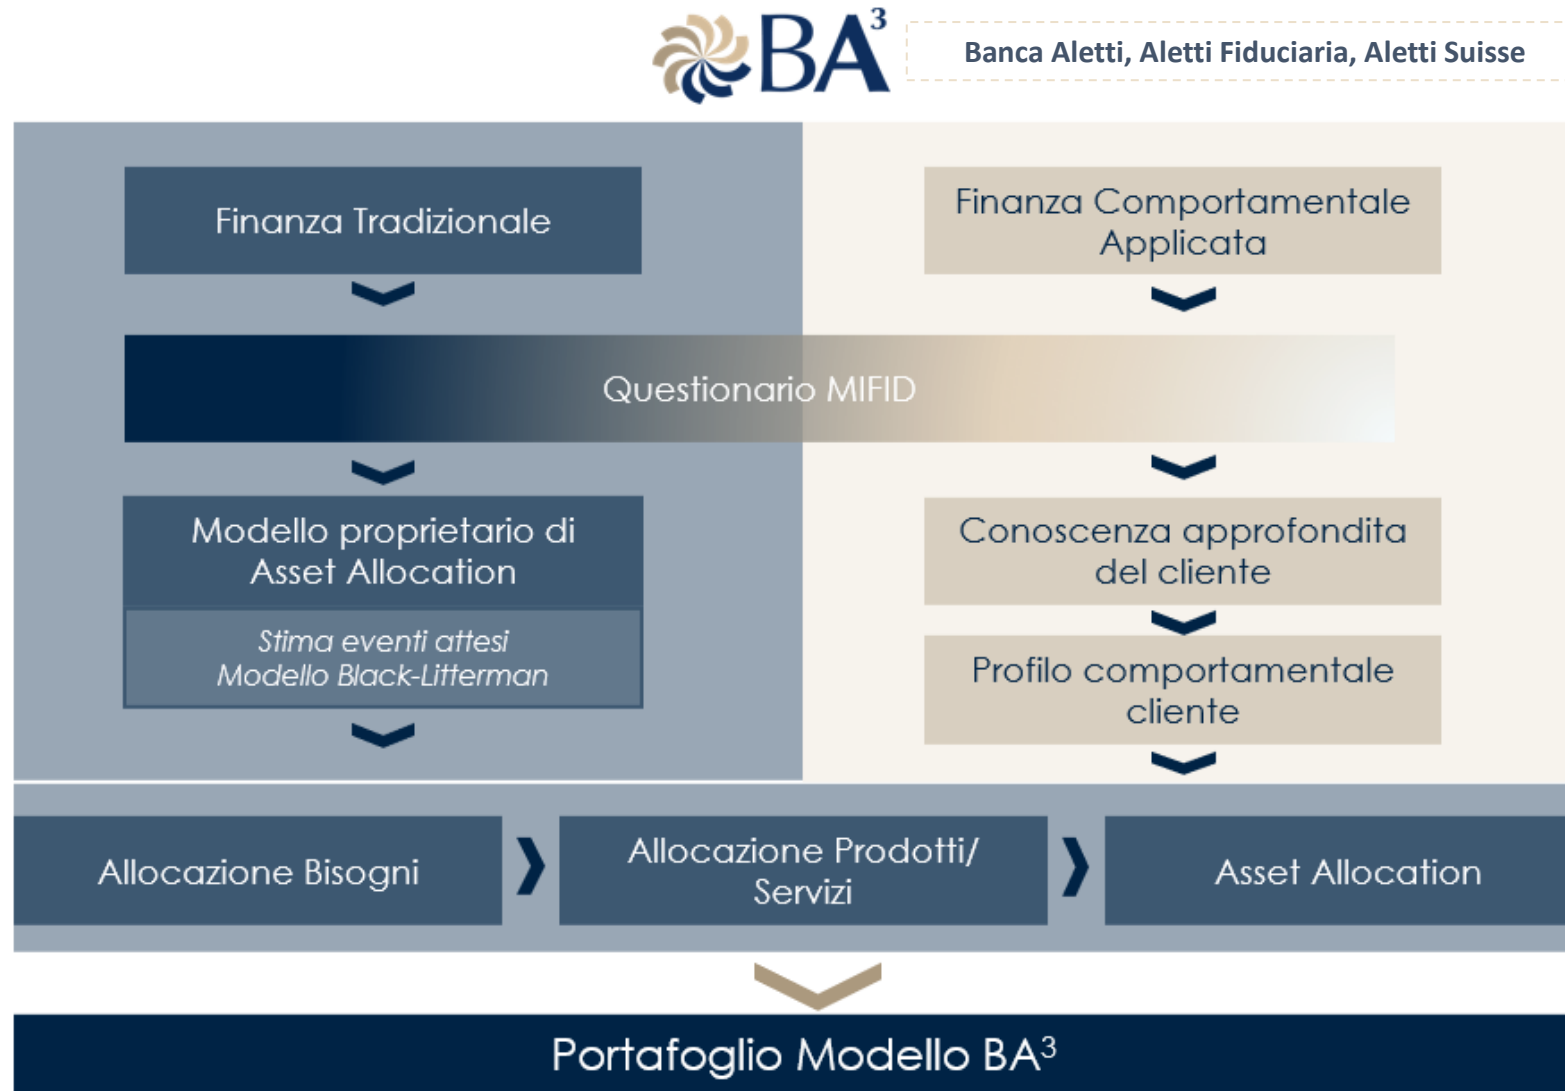 BA³
Banca Aletti, Aletti Fiduciaria, Aletti Suisse
Finanza Tradizionale
Finanza Comportamentale
Applicata
Questionario MIFID
Modello proprietario di
Asset Allocation
Stima eventi attesi
Modello Black-Litterman
Conoscenza approfondita
del cliente
Profilo comportamentale
cliente
Allocazione Bisogni
Allocazione Prodotti/
Servizi
Asset Allocation
Portafoglio Modello BA³